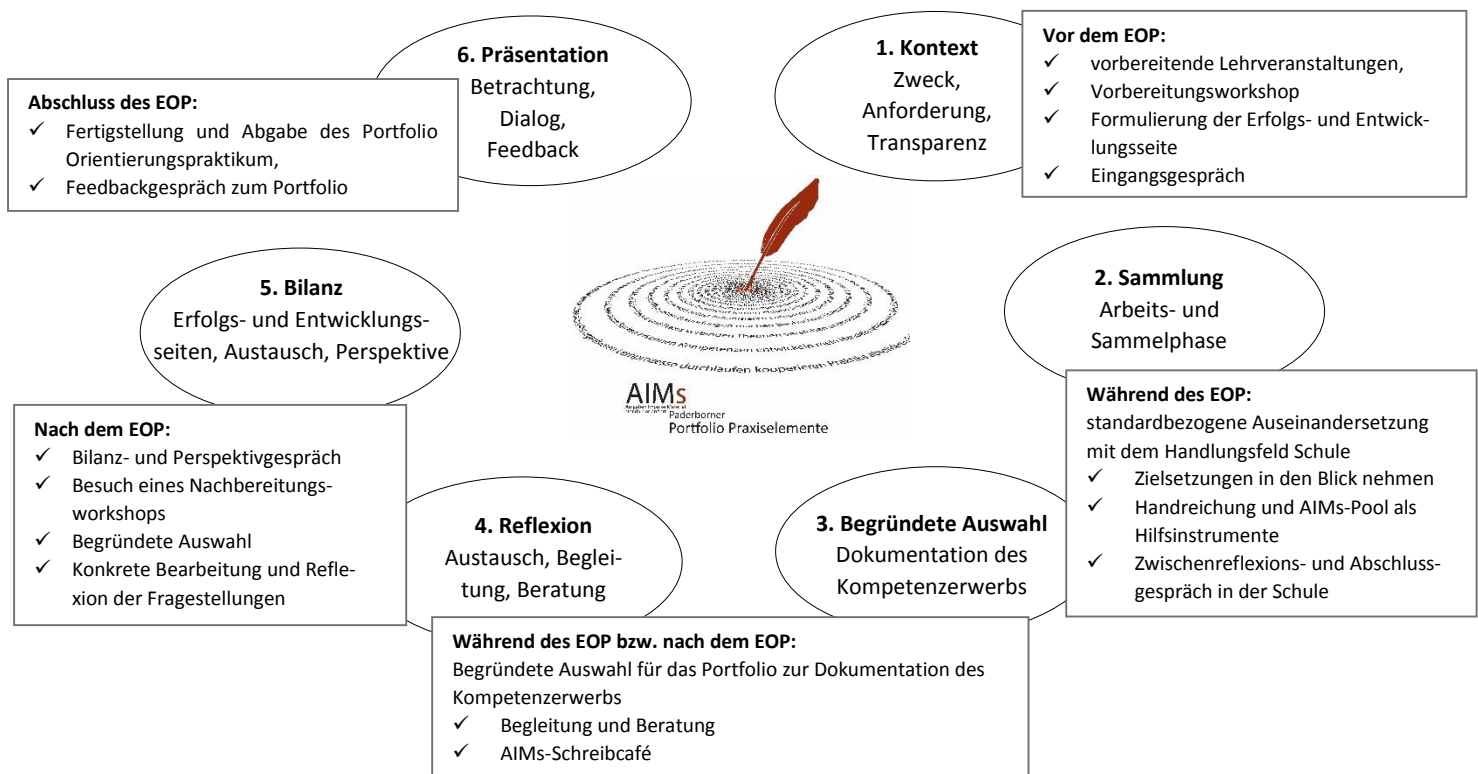 6. Präsentation
Betrachtung,
Dialog,
Feedback
1. Kontext
Zweck,
Anforderung,
Transparenz
Vor dem EOP:
✓ vorbereitende Lehrveranstaltungen,
✓ Vorbereitungsworkshop
✓ Formulierung der Erfolgs- und Entwick-
lungsseite
✓ Eingangsgespräch
Abschluss des EOP:
✓ Fertigstellung und Abgabe des Portfolio
Orientierungspraktikum,
✓ Feedbackgespräch zum Portfolio
5. Bilanz
Erfolgs- und Entwicklungs-
seiten, Austausch, Perspektive
2. Sammlung
Arbeits- und
Sammelphase
AIMs
Paderborner
Portfolio Praxiselemente
Nach dem EOP:
✓ Bilanz- und Perspektivgespräch
✓ Besuch eines Nachbereitungs-
workshops
✓ Begründete Auswahl
✓ Konkrete Bearbeitung und Refle-
xion der Fragestellungen
Während des EOP:
standardbezogene Auseinandersetzung
mit dem Handlungsfeld Schule
✓ Zielsetzungen in den Blick nehmen
✓ Handreichung und AIMs-Pool als
Hilfsinstrumente
✓ Zwischenreflexions- und Abschluss-
gespräch in der Schule
4. Reflexion
Austausch, Beglei-
tung, Beratung
3. Begründete Auswahl
Dokumentation des
Kompetenzerwerbs
Während des EOP bzw. nach dem EOP:
Begründete Auswahl für das Portfolio zur Dokumentation des
Kompetenzerwerbs
✓ Begleitung und Beratung
✓ AIMs-Schreibcafé